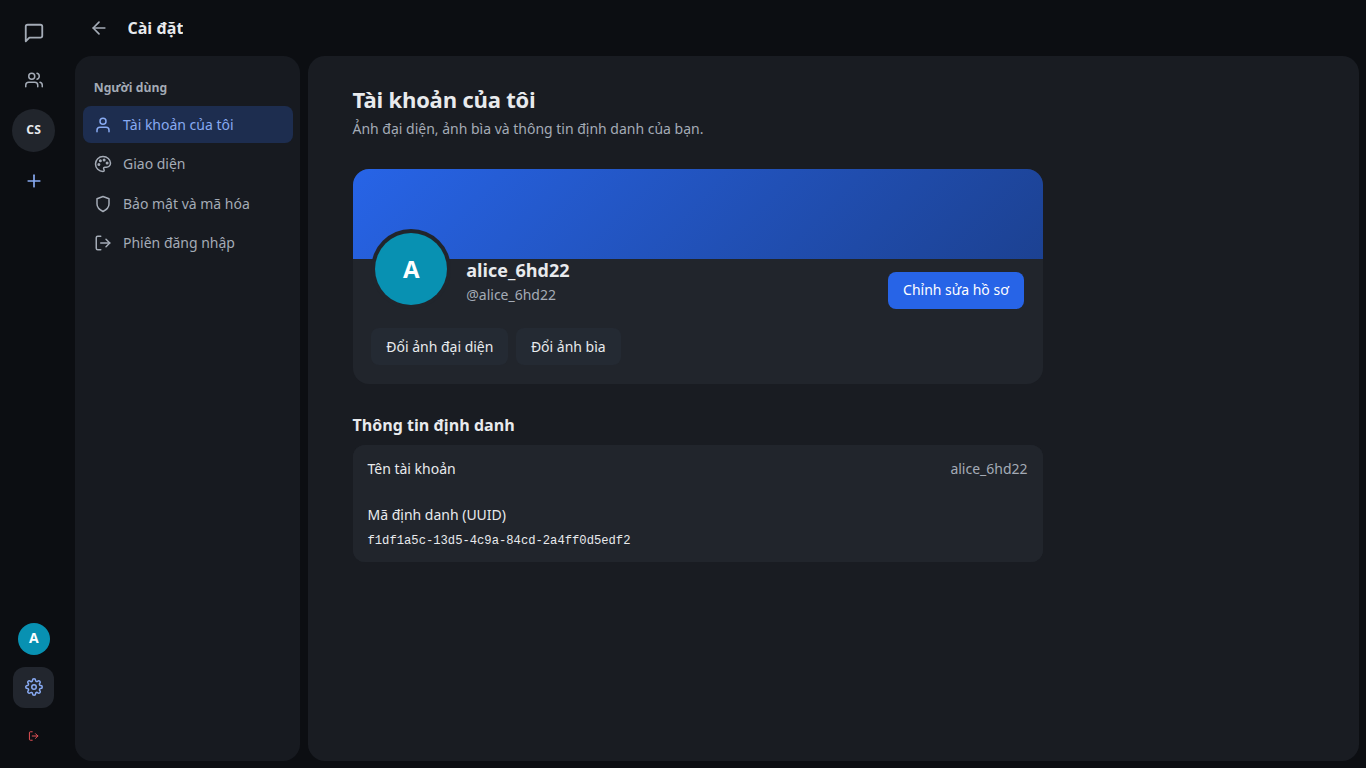 Cài đặt
CS
Người dùng
Tài khoản của tôi
Giao diện
Bảo mật và mã hóa
Phiên đăng nhập
Tài khoản của tôi
Ảnh đại diện, ảnh bìa và thông tin định danh của bạn.
A
alice_6hd22
@alice_6hd22
Chỉnh sửa hồ sơ
Đổi ảnh đại diện
Đổi ảnh bìa
Thông tin định danh
Tên tài khoản
alice_6hd22
Mã định danh (UUID)
f1df1a5c-13d5-4c9a-84cd-2a4ff0d5edf2
A